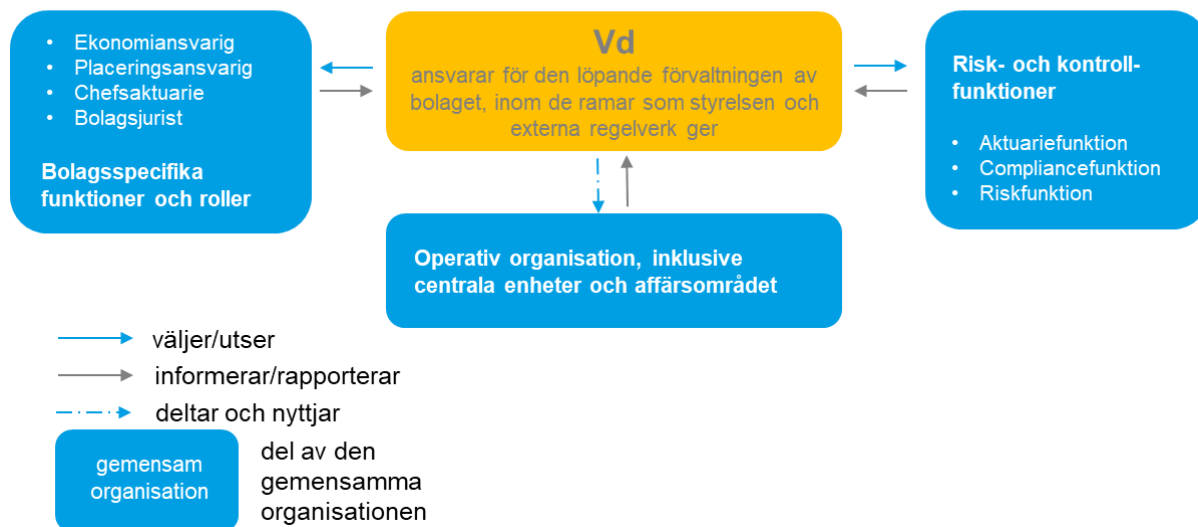 • Ekonomiansvarig
• Placeringsansvarig
• Chefsaktuarie
• Bolagsjurist
Bolagsspecifika
funktioner och roller
Vd
ansvarar för den löpande förvaltningen av
bolaget, inom de ramar som styrelsen och
externa regelverk ger
Risk- och kontroll-
funktioner
• Aktuariefunktion
• Compliancefunktion
• Riskfunktion
Operativ organisation, inklusive
centrala enheter och affärsområdet
väljer/utser
informerar/rapporterar
deltar och nyttjar
gemensam
organisation
del av den
gemensamma
organisationen